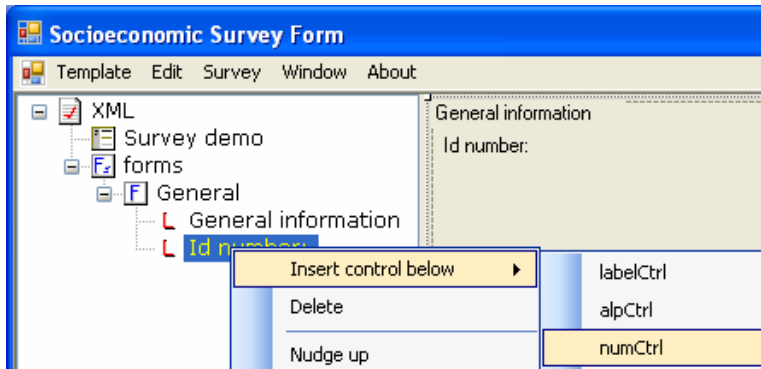 Socioeconomic Survey Form
Template Edit Survey Window About
XML
Survey demo
forms
General
General information
Id number:
General information
Id number:
Insert control below
Delete
Nudge up
labelCtrl
alpCtrl
numCtrl